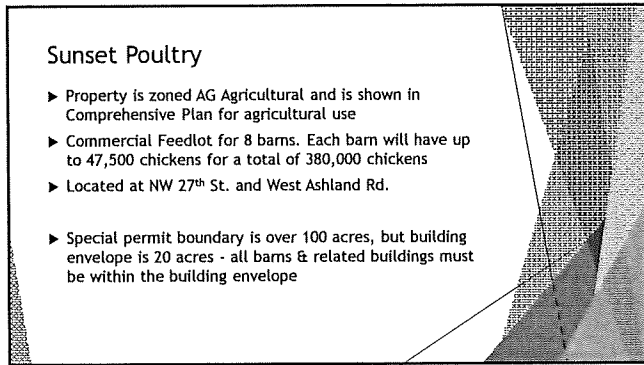 Sunset Poultry
▶ Property is zoned AG Agricultural and is shown in
Comprehensive Plan for agricultural use
▶ Commercial Feedlot for 8 barns. Each barn will have up
to 47,500 chickens for a total of 380,000 chickens
▶ Located at NW 27th St. and West Ashland Rd.
▶ Special permit boundary is over 100 acres, but building
envelope is 20 acres - all barns & related buildings must
be within the building envelope